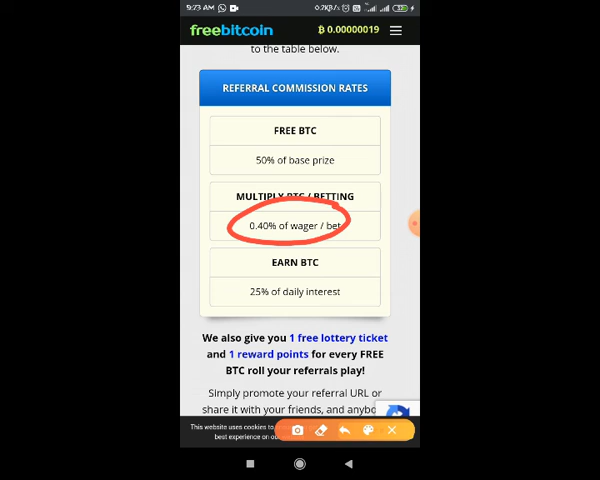 9:23 AM
0.7KB/s
freebitcoin
0.00000019
to the table below.
REFERRAL COMMISSION RATES
FREE BTC
50% of base prize
MULTIPLY BTC / BETTING
0.40% of wager / bet
EARN BTC
25% of daily interest
We also give you 1 free lottery ticket
and 1 reward points for every FREE
BTC roll your referrals play!
Simply promote your referral URL or
share it with your friends, and anybo
This website uses cookies to
best experience on ou